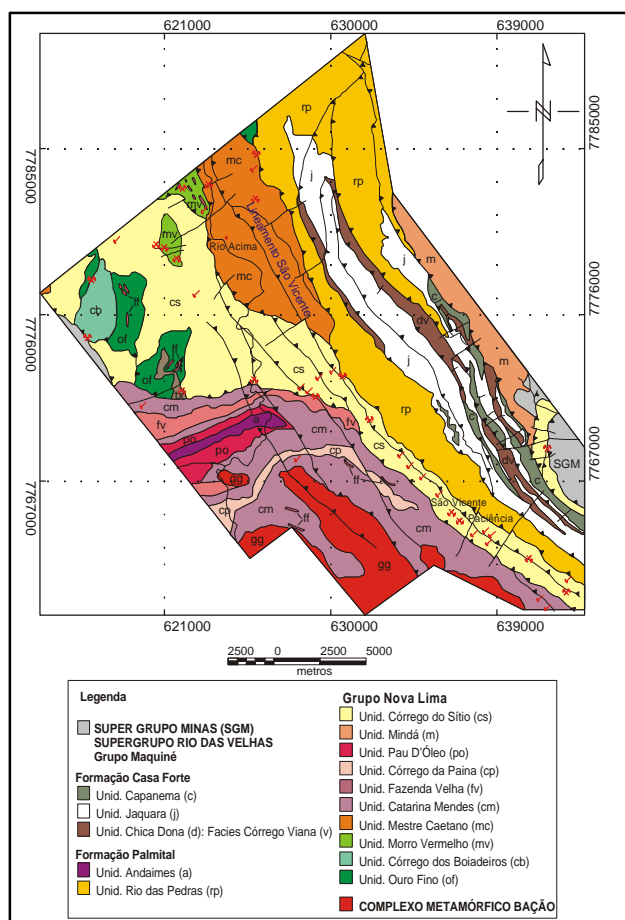 621000 630000 639000
rp
7785000 7785000
mc
rp
j
mv
mv
Rio Acima
Lineamento São Vicente
j
m
mc
7776000 7776000
cb
ff
cs
c
of
dv
m
ff
cs
j
of
cm
fv
rp
a
cm
fv
c
po
cs
po
cp
dv
SGM
7767000 7767000
gg
ff
c
São Vicente
cp
cm
ff
Paciência
cm
gg
gg
621000 630000 639000
2500 0 2500 5000
metros
Legenda
SUPER GRUPO MINAS (SGM)
SUPERGRUPO RIO DAS VELHAS
Grupo Maquiné
Formação Casa Forte
Unid. Capanema (c)
Unid. Jaquara (j)
Unid. Chica Dona (d): Facies Córrego Viana (v)
Formação Palmital
Unid. Andaimes (a)
Unid. Rio das Pedras (rp)
Grupo Nova Lima
Unid. Córrego do Sítio (cs)
Unid. Mindá (m)
Unid. Pau D'Óleo (po)
Unid. Córrego da Paina (cp)
Unid. Fazenda Velha (fv)
Unid. Catarina Mendes (cm)
Unid. Mestre Caetano (mc)
Unid. Morro Vermelho (mv)
Unid. Córrego dos Boiadeiros (cb)
Unid. Ouro Fino (of)
COMPLEXO METAMÓRFICO BAÇÃO